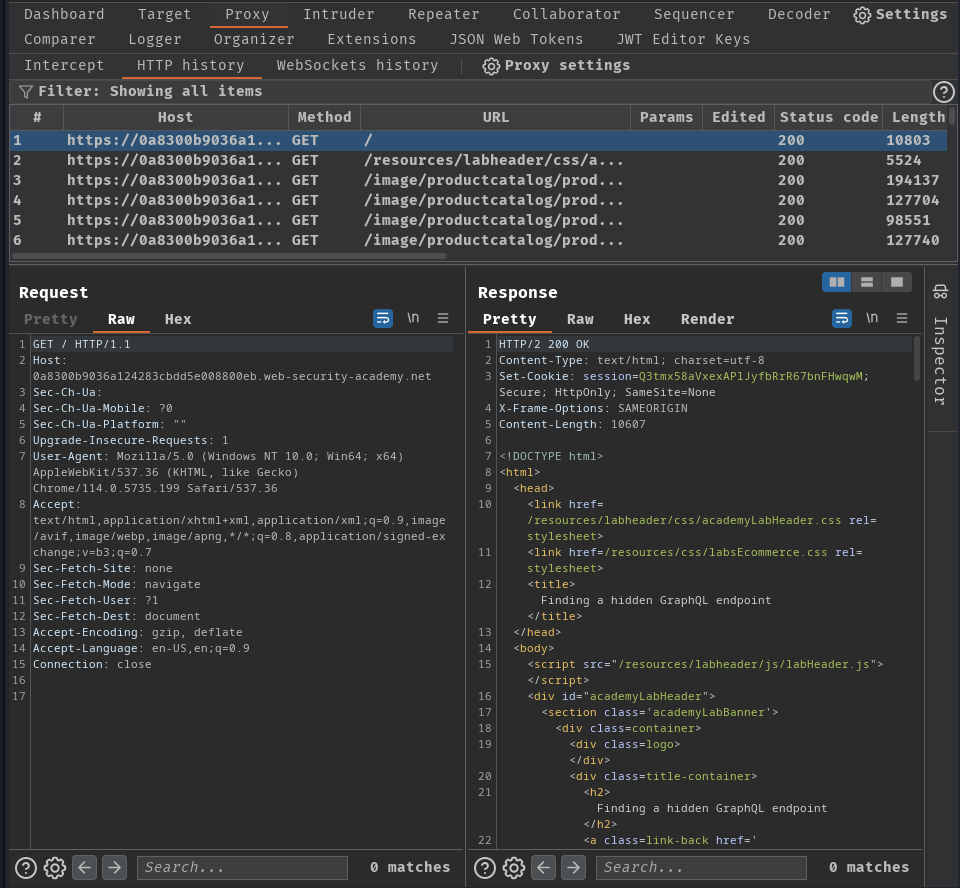 Dashboard Target Proxy Intruder Repeater Collaborator Sequencer Decoder Settings
Comparer Logger Organizer Extensions JSON Web Tokens JWT Editor Keys
Intercept HTTP history WebSockets history Proxy settings
Filter: Showing all items
# Host Method URL Params Edited Status code Length
1 https://0a8300b9036a1... GET / 200 10803
2 https://0a8300b9036a1... GET /resources/labheader/css/a... 200 5524
3 https://0a8300b9036a1... GET /image/productcatalog/prod... 200 194137
4 https://0a8300b9036a1... GET /image/productcatalog/prod... 200 127704
5 https://0a8300b9036a1... GET /image/productcatalog/prod... 200 98551
6 https://0a8300b9036a1... GET /image/productcatalog/prod... 200 127740
Request
Pretty Raw Hex \n
1 GET / HTTP/1.1
2 Host:
0a8300b9036a124283cbdd5e008800eb.web-security-academy.net
3 Sec-Ch-Ua:
4 Sec-Ch-Ua-Mobile: ?0
5 Sec-Ch-Ua-Platform: ""
6 Upgrade-Insecure-Requests: 1
7 User-Agent: Mozilla/5.0 (Windows NT 10.0; Win64; x64)
AppleWebKit/537.36 (KHTML, like Gecko)
Chrome/114.0.5735.199 Safari/537.36
8 Accept:
text/html,application/xhtml+xml,application/xml;q=0.9,image
/avif,image/webp,image/apng,*/*;q=0.8,application/signed-ex
change;v=b3;q=0.7
9 Sec-Fetch-Site: none
10 Sec-Fetch-Mode: navigate
11 Sec-Fetch-User: ?1
12 Sec-Fetch-Dest: document
13 Accept-Encoding: gzip, deflate
14 Accept-Language: en-US,en;q=0.9
15 Connection: close
16
17
Search... 0 matches
Response
Pretty Raw Hex Render \n
1 HTTP/2 200 OK
2 Content-Type: text/html; charset=utf-8
3 Set-Cookie: session=Q3tmx58aVxexAPlJyfbRrR67bnFHwqwM;
Secure; HttpOnly; SameSite=None
4 X-Frame-Options: SAMEORIGIN
5 Content-Length: 10607
6
7 <!DOCTYPE html>
8 <html>
9 <head>
10 <link href=
/resources/labheader/css/academyLabHeader.css rel=
stylesheet>
11 <link href=/resources/css/labsEcommerce.css rel=
stylesheet>
12 <title>
Finding a hidden GraphQL endpoint
</title>
13 </head>
14 <body>
15 <script src="/resources/labheader/js/labHeader.js">
</script>
16 <div id="academyLabHeader">
17 <section class='academyLabBanner'>
18 <div class=container>
19 <div class=logo>
</div>
20 <div class=title-container>
21 <h2>
Finding a hidden GraphQL endpoint
</h2>
22 <a class=link-back href='
Search... 0 matches
Inspector